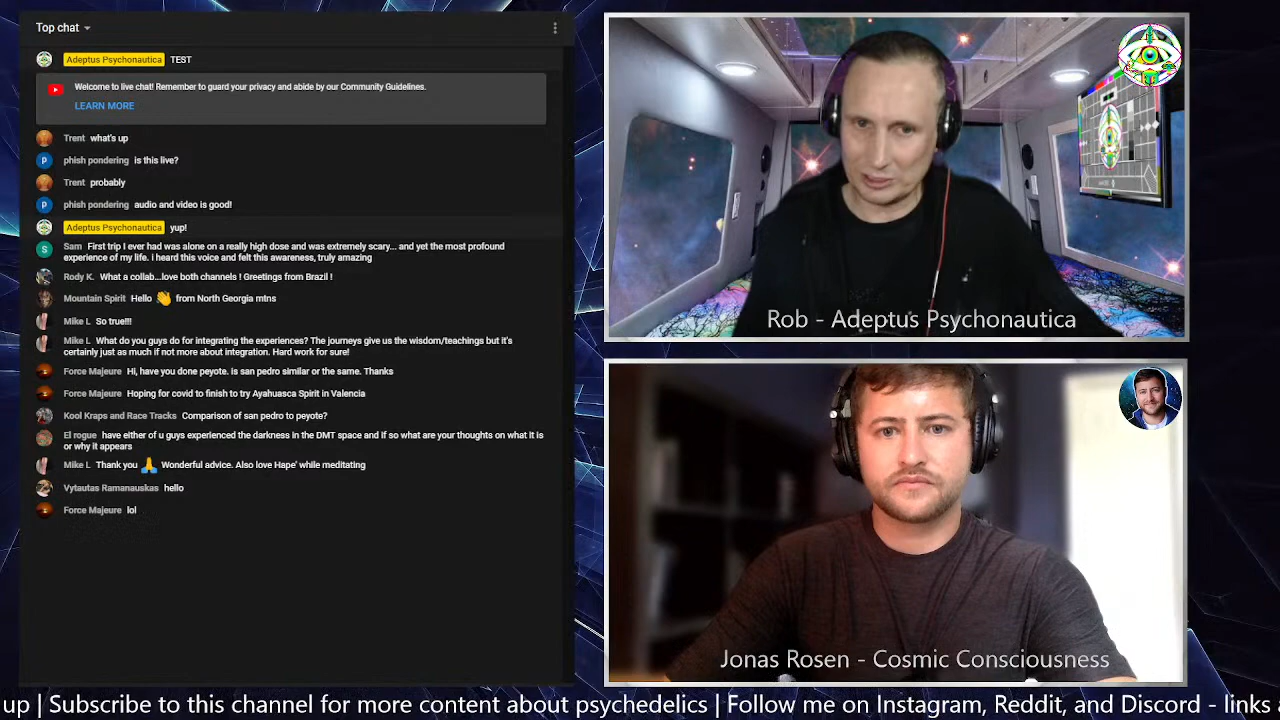 Top chat
Adeptus Psychonautica TEST
Welcome to live chat! Remember to guard your privacy and abide by our Community Guidelines.
LEARN MORE
Trent what's up
P phish pondering is this live?
Trent probably
P phish pondering audio and video is good!
Adeptus Psychonautica yup!
S Sam First trip I ever had was alone on a really high dose and was extremely scary... and yet the most profound
experience of my life. i heard this voice and felt this awareness, truly amazing
Rody K. What a collab...love both channels ! Greetings from Brazil !
Mountain Spirit Hello 👋 from North Georgia mtns
Mike L So true!!!
Mike L What do you guys do for integrating the experiences? The journeys give us the wisdom/teachings but it's
certainly just as much if not more about integration. Hard work for sure!
Force Majeure Hi, have you done peyote. is san pedro similar or the same. Thanks
Force Majeure Hoping for covid to finish to try Ayahuasca Spirit in Valencia
Kool Kraps and Race Tracks Comparison of san pedro to peyote?
El rogue have either of u guys experienced the darkness in the DMT space and if so what are your thoughts on what it is
or why it appears
Mike L Thank you 🙏 Wonderful advice. Also love Hape' while meditating
Vytautas Ramanauskas hello
Force Majeure lol
Rob - Adeptus Psychonautica
Jonas Rosen - Cosmic Consciousness
up | Subscribe to this channel for more content about psychedelics | Follow me on Instagram, Reddit, and Discord - links